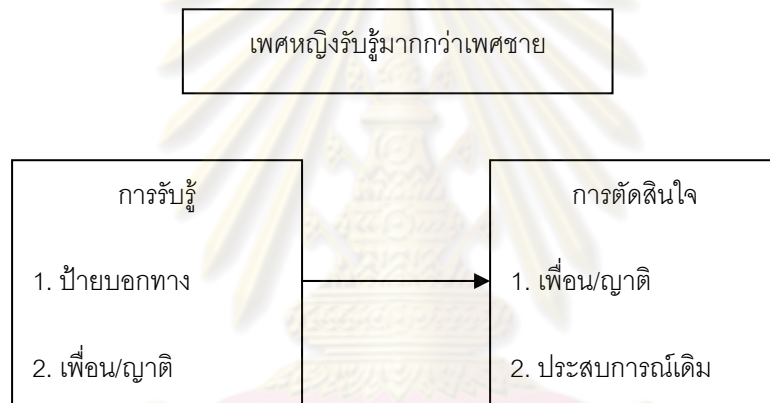 เพศหญิงรับรู้มากกว่าเพศชาย
การรับรู้
1. ป้ายบอกทาง
2. เพื่อน/ญาติ
การตัดสินใจ
1. เพื่อน/ญาติ
2. ประสบการณ์เดิม